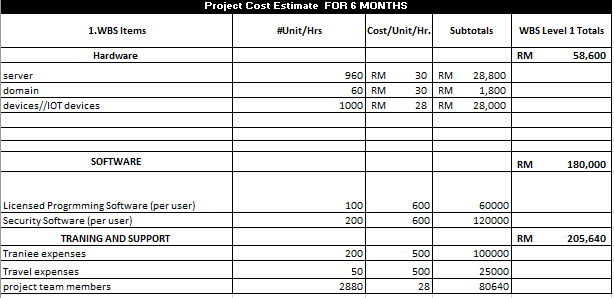 Project Cost Estimate FOR 6 MONTHS
1.WBS Items #Unit/Hrs Cost/Unit/Hr. Subtotals WBS Level 1 Totals
Hardware RM 58,600
server 960 RM 30 RM 28,800
domain 60 RM 30 RM 1,800
devices//IOT devices 1000 RM 28 RM 28,000
SOFTWARE RM 180,000
Licensed Progrmming Software (per user) 100 600 60000
Security Software (per user) 200 600 120000
TRANING AND SUPPORT RM 205,640
Traniee expenses 200 500 100000
Travel expenses 50 500 25000
project team members 2880 28 80640